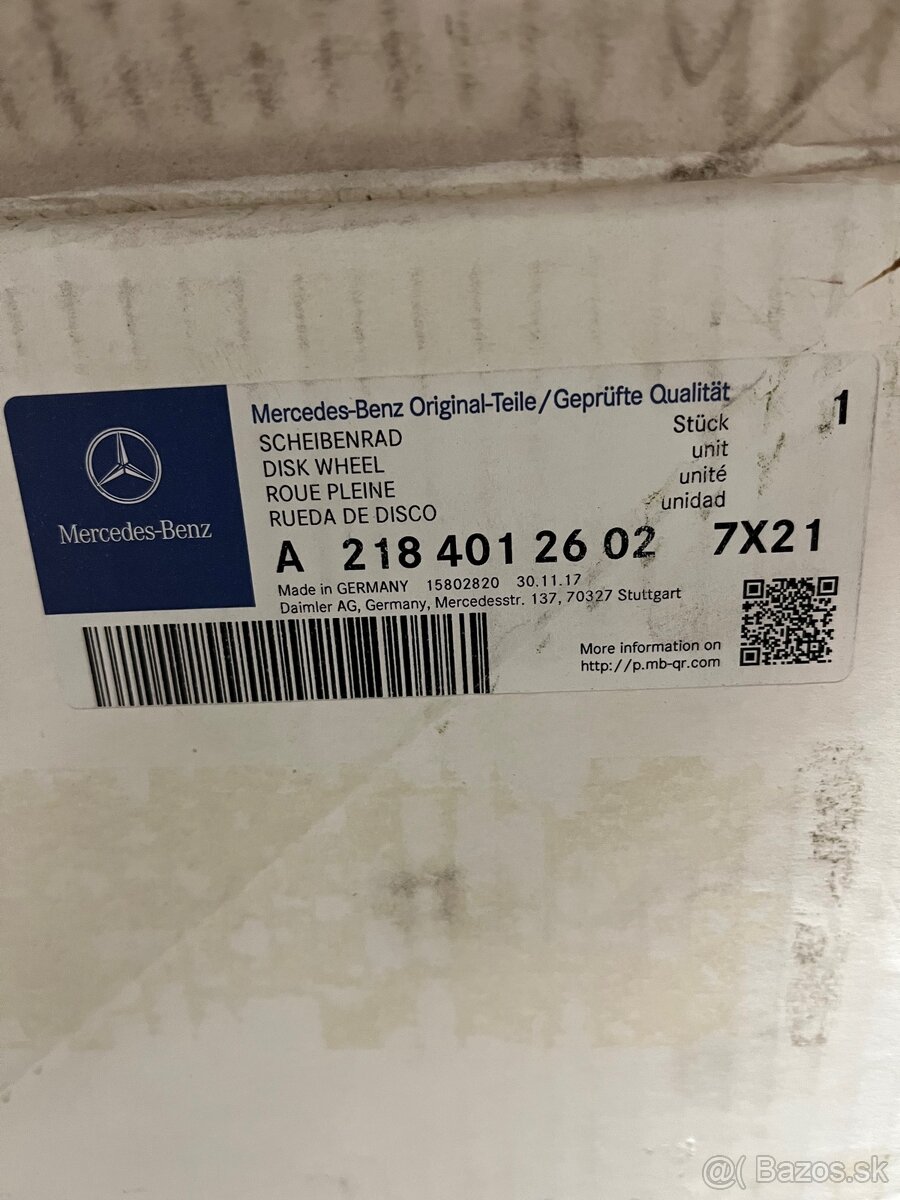 Mercedes-Benz
Mercedes-Benz Original-Teile/Geprüfte Qualität
SCHEIBENRAD
DISK WHEEL
ROUE PLEINE
RUEDA DE DISCO
Stück
unit
unité
unidad
1
A 218 401 26 02 7X21
Made in GERMANY 15802820 30.11.17
Daimler AG, Germany, Mercedesstr. 137, 70327 Stuttgart
More information on
http://p.mb-qr.com
@( Bazos.sk